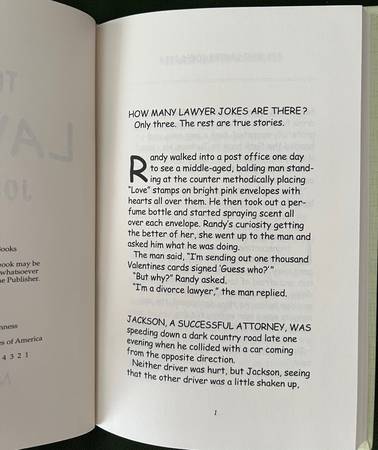 T
LA
JO
ooks
ook may be
whatsoever
e Publisher.
nness
es of America
4 3 2 1
HOW MANY LAWYER JOKES ARE THERE?
Only three. The rest are true stories.
Randy walked into a post office one day
to see a middle-aged, balding man stand-
ing at the counter methodically placing
"Love" stamps on bright pink envelopes with
hearts all over them. He then took out a per-
fume bottle and started spraying scent all
over each envelope. Randy's curiosity getting
the better of her, she went up to the man and
asked him what he was doing.
The man said, "I'm sending out one thousand
Valentines cards signed 'Guess who?'"
"But why?" Randy asked.
"I'm a divorce lawyer," the man replied.
JACKSON, A SUCCESSFUL ATTORNEY, WAS
speeding down a dark country road late one
evening when he collided with a car coming
from the opposite direction.
Neither driver was hurt, but Jackson, seeing
that the other driver was a little shaken up,
1